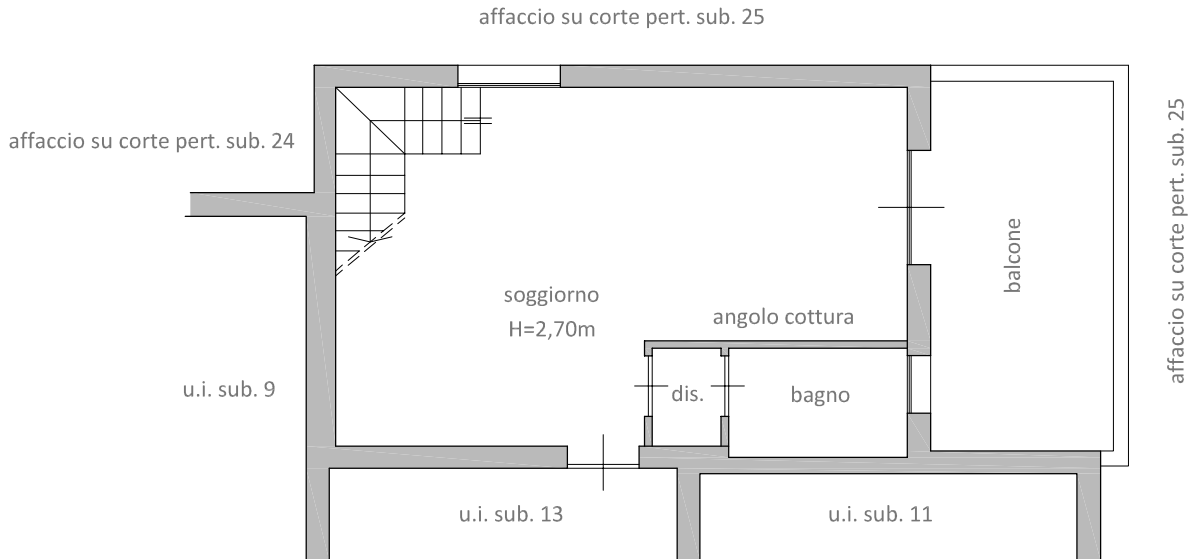 affaccio su corte pert. sub. 25
affaccio su corte pert. sub. 24
affaccio su corte pert. sub. 25
balcone
soggiorno
H=2,70m
angolo cottura
u.i. sub. 9
dis.
bagno
u.i. sub. 13
u.i. sub. 11